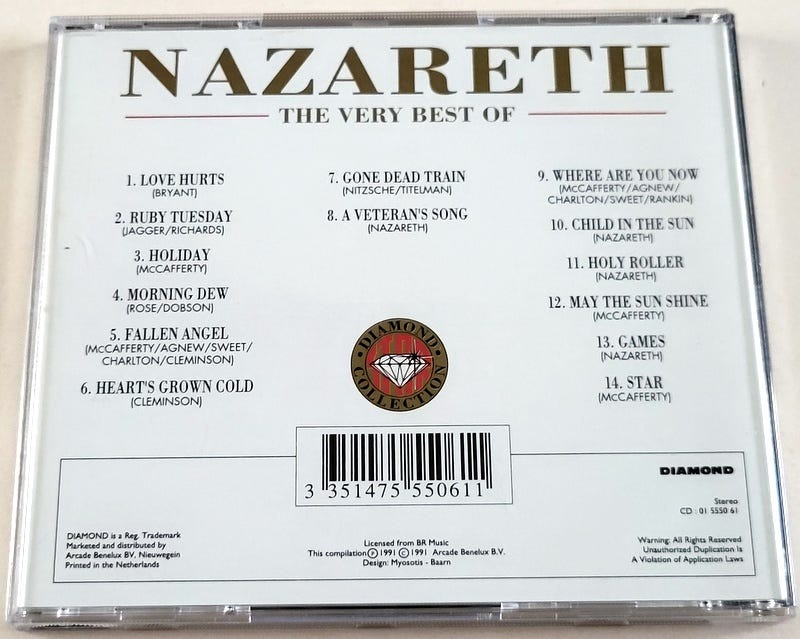 NAZARETH
THE VERY BEST OF
1. LOVE HURTS
(BRYANT)
2. RUBY TUESDAY
(JAGGER/RICHARDS)
3. HOLIDAY
(McCAFFERTY)
4. MORNING DEW
(ROSE/DOBSON)
5. FALLEN ANGEL
(McCAFFERTY/AGNEW/SWEET/
CHARLTON/CLEMINSON)
6. HEART'S GROWN COLD
(CLEMINSON)
7. GONE DEAD TRAIN
(NITZSCHE/TITELMAN)
8. A VETERAN'S SONG
(NAZARETH)
9. WHERE ARE YOU NOW
(McCAFFERTY/AGNEW/
CHARLTON/SWEET/RANKIN)
10. CHILD IN THE SUN
(NAZARETH)
11. HOLY ROLLER
(NAZARETH)
12. MAY THE SUN SHINE
(McCAFFERTY)
13. GAMES
(NAZARETH)
14. STAR
(McCAFFERTY)
DIAMOND
COLLECTION
3 351475 550611
DIAMOND
Stereo
CD : 01 5550 61
DIAMOND is a Reg. Trademark
Marketed and distributed by
Arcade Benelux BV, Nieuwegein
Printed in the Netherlands
Licensed from BR Music
This compilation Ⓟ 1991 © 1991 Arcade Benelux B.V.
Design: Myosotis - Baarn
Warning: All Rights Reserved
Unauthorized Duplication Is
A Violation of Application Laws